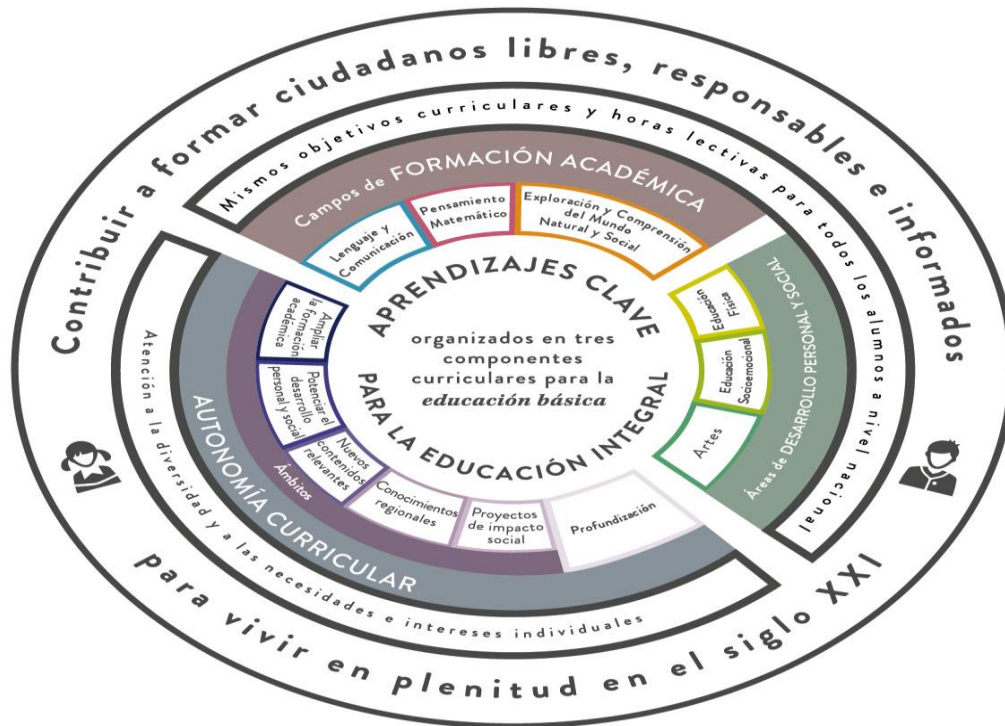 Contribuir a formar ciudadanos libres, responsables e informados
para vivir en plenitud en el siglo XXI
Mismos objetivos curriculares y horas lectivas para todos los alumnos a nivel nacional
Campos de FORMACIÓN ACADÉMICA
Lenguaje y
Comunicación
Pensamiento
Matemático
Exploración y Comprensión
del Mundo
Natural y Social
Áreas de DESARROLLO PERSONAL Y SOCIAL
Educación
Física
Educación
Socioemocional
Artes
Atención a la diversidad y a las necesidades e intereses individuales
AUTONOMÍA CURRICULAR
Ámbitos
Ampliar
la formación
académica
Potenciar el
desarrollo
personal y social
Nuevos
contenidos
relevantes
Conocimientos
regionales
Proyectos
de impacto
social
Profundización
APRENDIZAJES CLAVE
organizados en tres
componentes
curriculares para la
educación básica
PARA LA EDUCACIÓN INTEGRAL